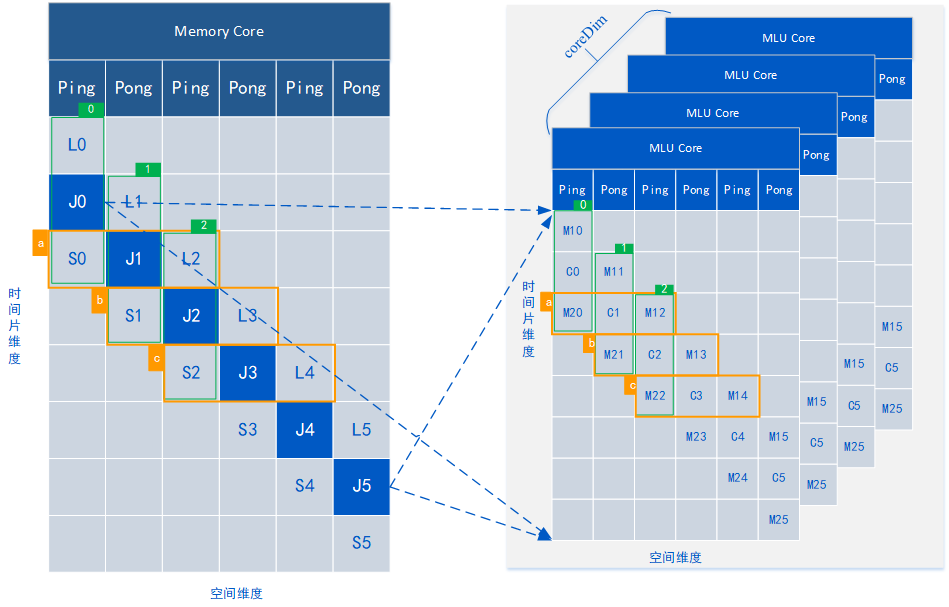 Memory Core
Ping Pong Ping Pong Ping Pong
0
L0
1
J0 L1
2
a S0 J1 L2
b S1 J2 L3
c S2 J3 L4
S3 J4 L5
S4 J5
S5
时间片维度
空间维度
coreDim
MLU Core
Pong
MLU Core
Pong
MLU Core
Pong
MLU Core
Ping Pong Ping Pong Ping Pong
0
M10
1
C0 M11
2
a M20 C1 M12
b M21 C2 M13
c M22 C3 M14
M23 C4 M15
M24 C5
M25
M15
C5
M25
M15
C5
M25
M15
C5
M25
时间片维度
空间维度